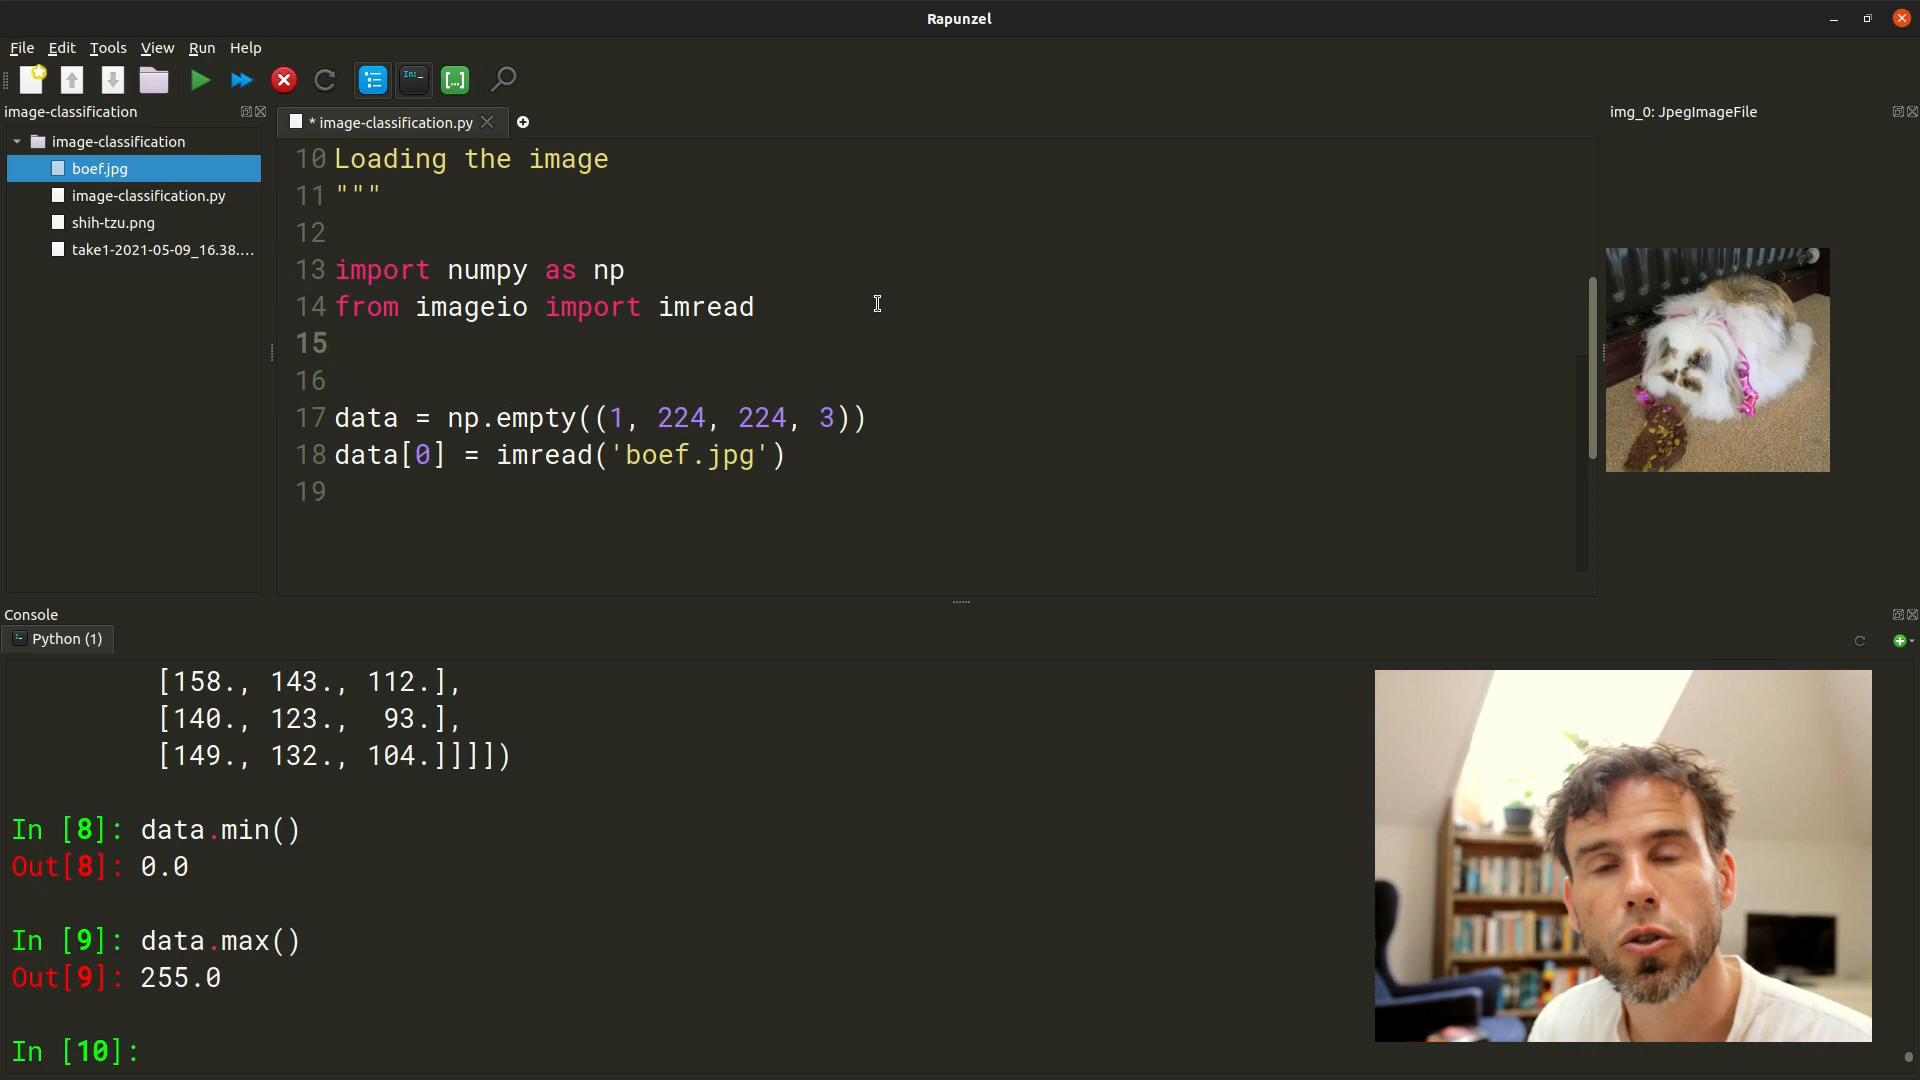 Rapunzel
File Edit Tools View Run Help
In:
[...]
image-classification
image-classification
boef.jpg
image-classification.py
shih-tzu.png
take1-2021-05-09_16.38....
* image-classification.py
10 Loading the image
11 """
12
13 import numpy as np
14 from imageio import imread
15
16
17 data = np.empty((1, 224, 224, 3))
18 data[0] = imread('boef.jpg')
19
img_0: JpegImageFile
Console
Python (1)
[158., 143., 112.],
[140., 123.,  93.],
[149., 132., 104.]]]])
In [8]: data.min()
Out[8]: 0.0
In [9]: data.max()
Out[9]: 255.0
In [10]: